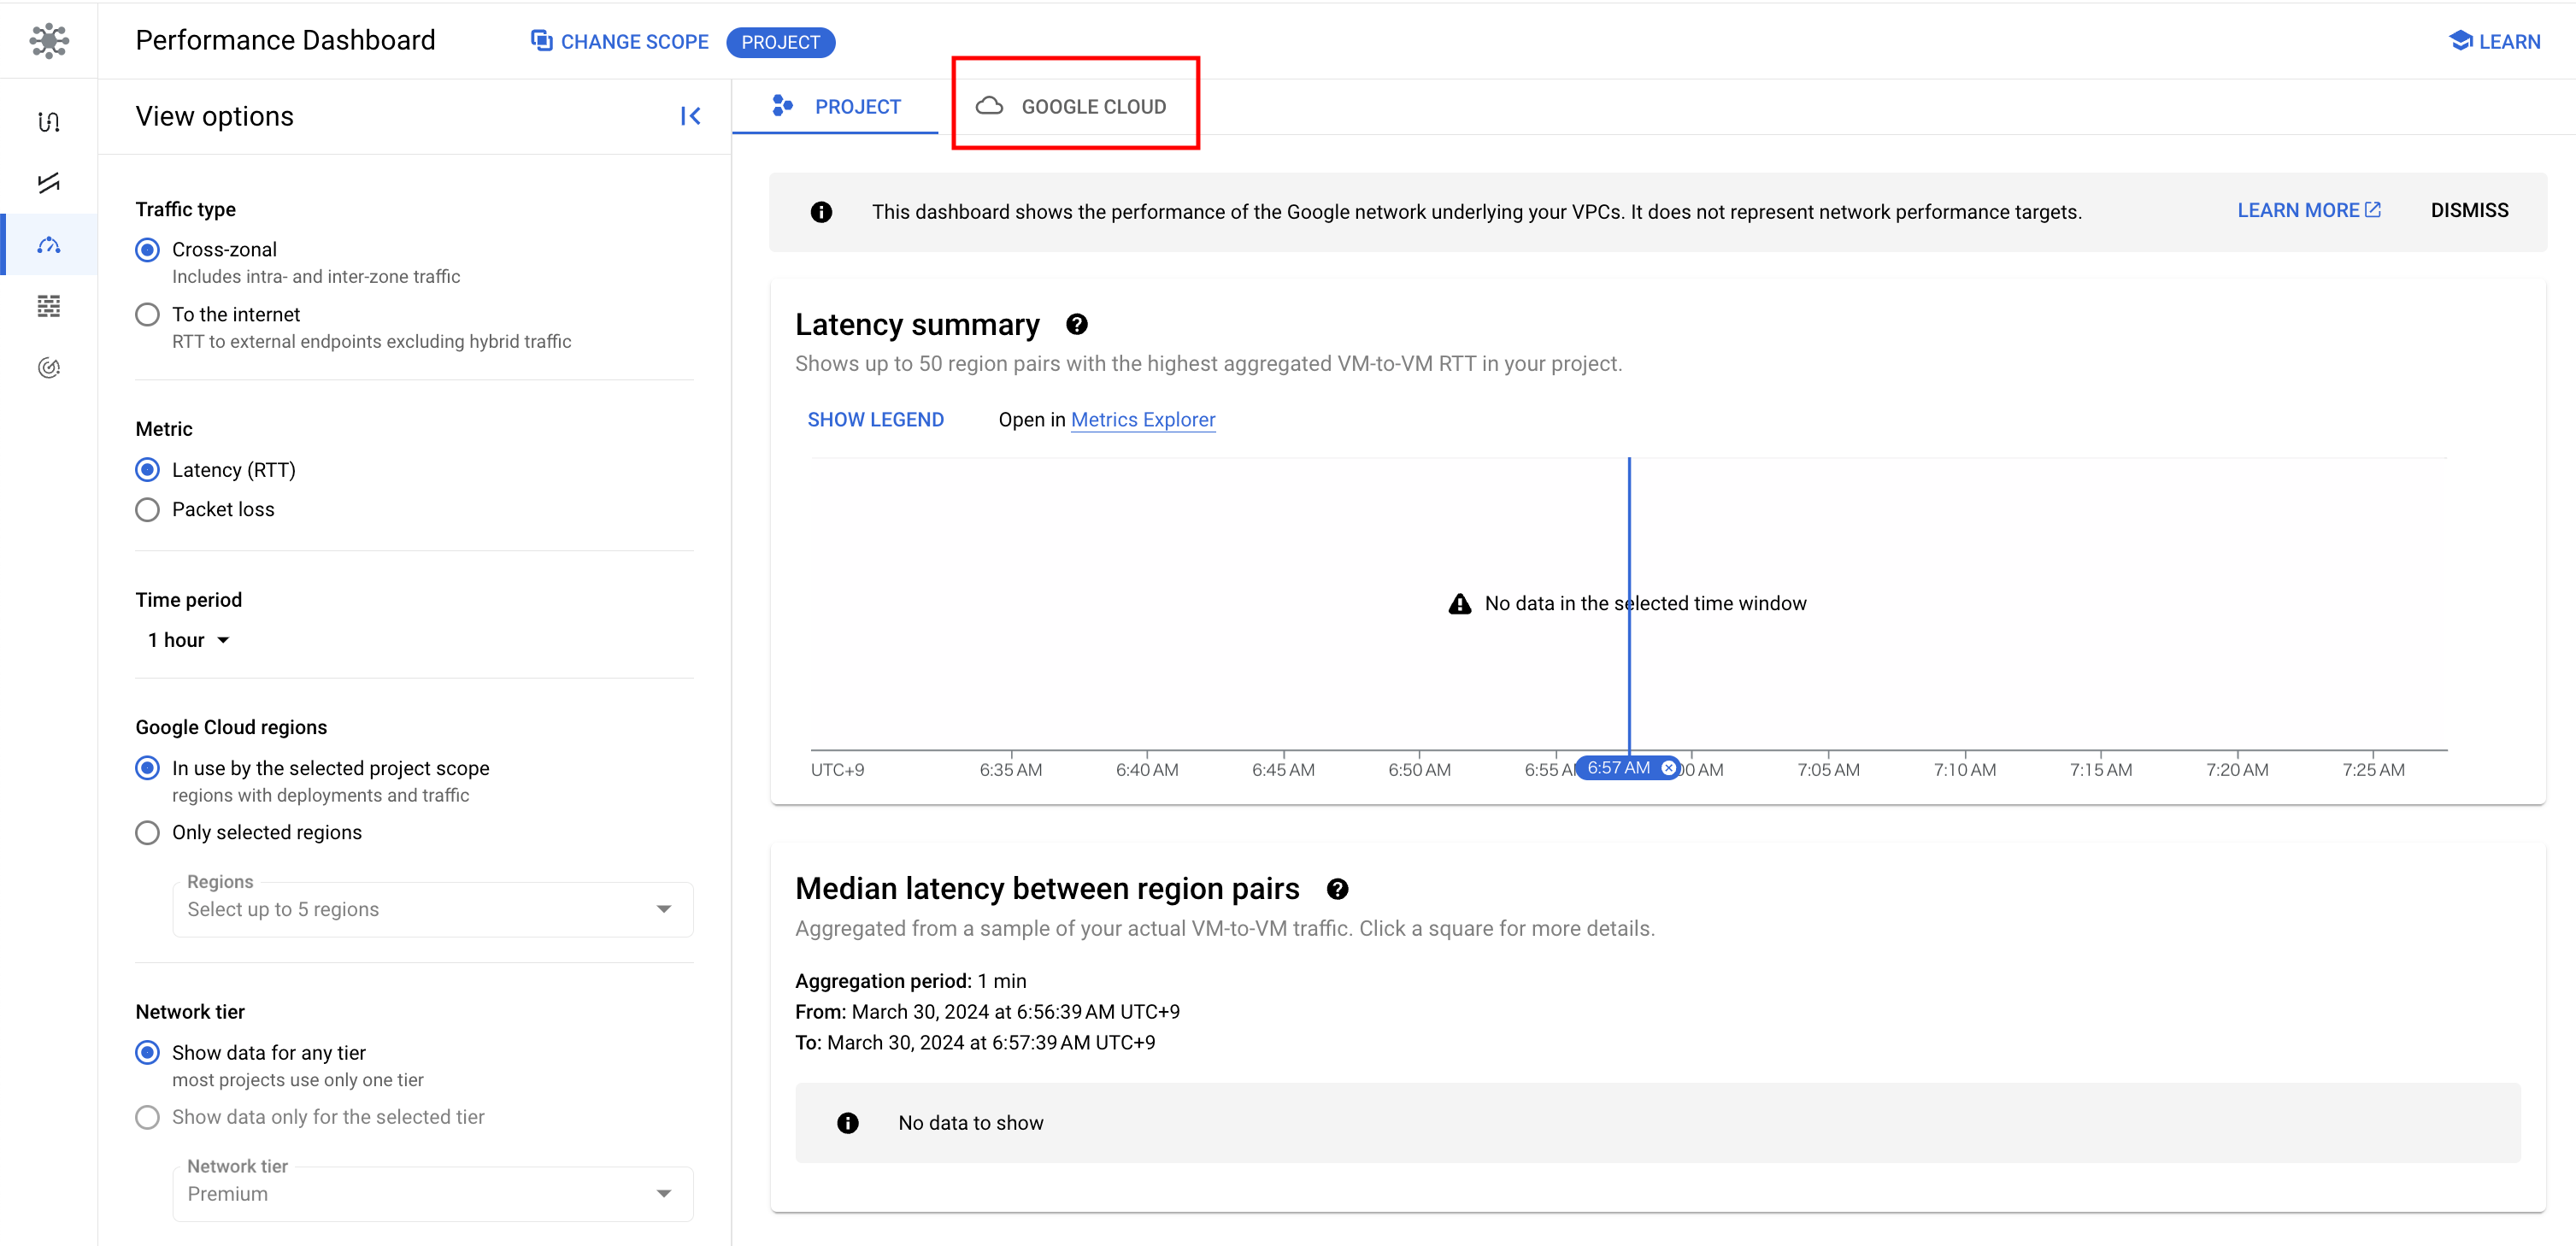 Performance Dashboard
CHANGE SCOPE
PROJECT
LEARN
View options
PROJECT
GOOGLE CLOUD
This dashboard shows the performance of the Google network underlying your VPCs. It does not represent network performance targets.
LEARN MORE
DISMISS
Traffic type
Cross-zonal
Includes intra- and inter-zone traffic
To the internet
RTT to external endpoints excluding hybrid traffic
Metric
Latency (RTT)
Packet loss
Time period
1 hour
Google Cloud regions
In use by the selected project scope
regions with deployments and traffic
Only selected regions
Regions
Select up to 5 regions
Network tier
Show data for any tier
most projects use only one tier
Show data only for the selected tier
Network tier
Premium
Latency summary
Shows up to 50 region pairs with the highest aggregated VM-to-VM RTT in your project.
SHOW LEGEND
Open in Metrics Explorer
No data in the selected time window
UTC+9
6:35 AM
6:40 AM
6:45 AM
6:50 AM
6:55 A
6:57 AM
00 AM
7:05 AM
7:10 AM
7:15 AM
7:20 AM
7:25 AM
Median latency between region pairs
Aggregated from a sample of your actual VM-to-VM traffic. Click a square for more details.
Aggregation period: 1 min
From: March 30, 2024 at 6:56:39 AM UTC+9
To: March 30, 2024 at 6:57:39 AM UTC+9
No data to show